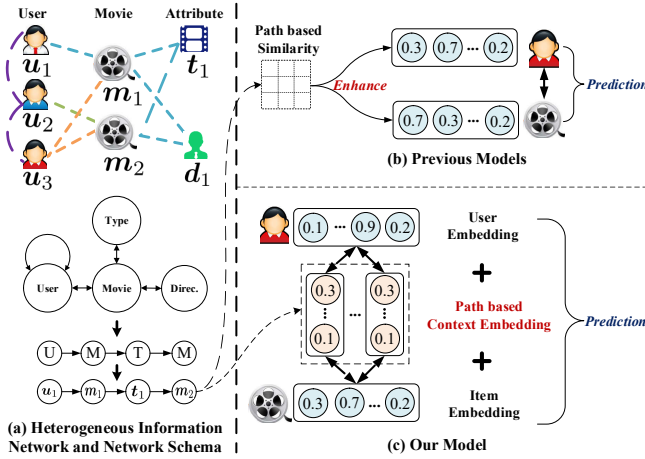 User Movie Attribute
u₁ m₁ t₁
u₂ m₂ d₁
u₃
Type
User Movie Direc.
U M T M
u₁ m₁ t₁ m₂
(a) Heterogeneous Information
Network and Network Schema
Path based
Similarity
Enhance
0.3 0.7 ... 0.2
0.7 0.3 ... 0.2
Prediction
(b) Previous Models
0.1 ... 0.9 0.2
User
Embedding
+
0.3 0.3
⋮ ... ⋮
0.1 0.1
Path based
Context Embedding
+
0.3 0.7 ... 0.2
Item
Embedding
Prediction
(c) Our Model